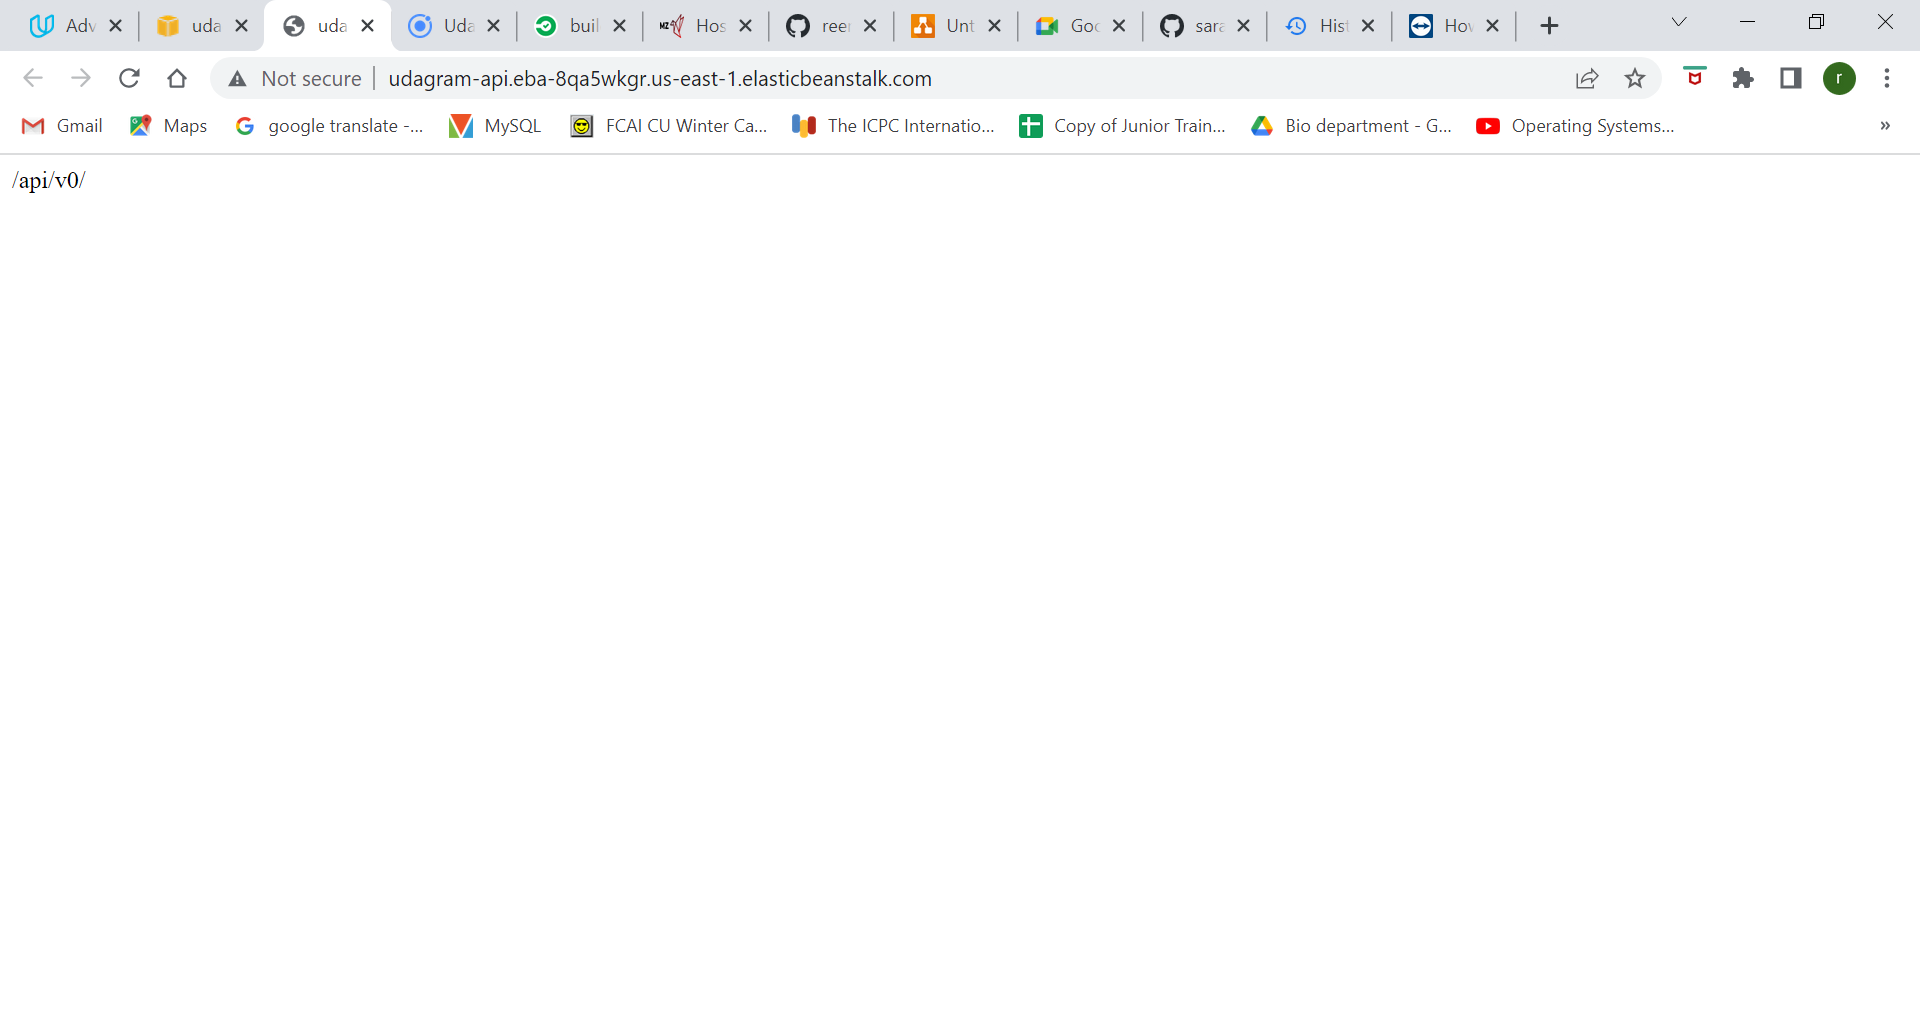 Adv uda uda Uda buil Hos reer Unt Goo sara Hist How
Not secure udagram-api.eba-8qa5wkgr.us-east-1.elasticbeanstalk.com r
Gmail Maps google translate -... MySQL FCAI CU Winter Ca... The ICPC Internatio... Copy of Junior Train... Bio department - G... Operating Systems... »
/api/v0/